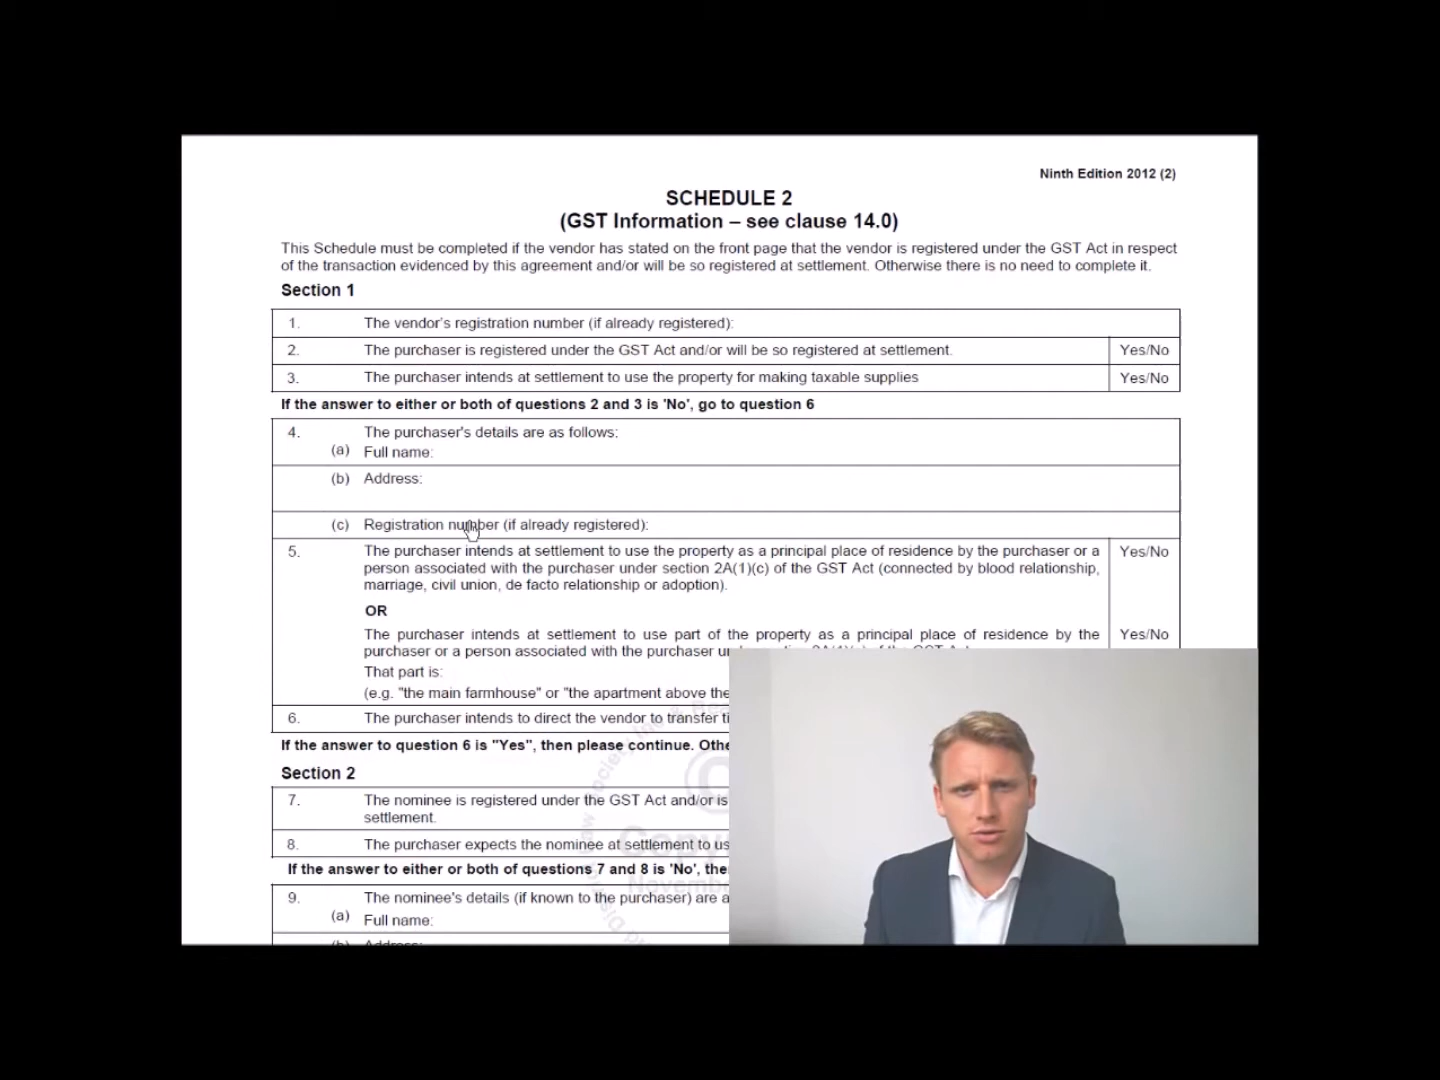 Ninth Edition 2012 (2)
SCHEDULE 2
(GST Information – see clause 14.0)
This Schedule must be completed if the vendor has stated on the front page that the vendor is registered under the GST Act in respect
of the transaction evidenced by this agreement and/or will be so registered at settlement. Otherwise there is no need to complete it.
Section 1
1. The vendor's registration number (if already registered):
2. The purchaser is registered under the GST Act and/or will be so registered at settlement. Yes/No
3. The purchaser intends at settlement to use the property for making taxable supplies Yes/No
If the answer to either or both of questions 2 and 3 is 'No', go to question 6
4. The purchaser's details are as follows:
(a) Full name:
(b) Address:
(c) Registration number (if already registered):
5. The purchaser intends at settlement to use the property as a principal place of residence by the purchaser or a Yes/No
person associated with the purchaser under section 2A(1)(c) of the GST Act (connected by blood relationship,
marriage, civil union, de facto relationship or adoption).
OR
The purchaser intends at settlement to use part of the property as a principal place of residence by the Yes/No
purchaser or a person associated with the purchaser
That part is:
(e.g. "the main farmhouse" or "the apartment above the
6. The purchaser intends to direct the vendor to transfer
If the answer to question 6 is "Yes", then please continue.
Section 2
7. The nominee is registered under the GST Act and/or is
settlement.
8. The purchaser expects the nominee at settlement to
If the answer to either or both of questions 7 and 8 is 'No',
9. The nominee's details (if known to the purchaser) are
(a) Full name:
(b) Address: